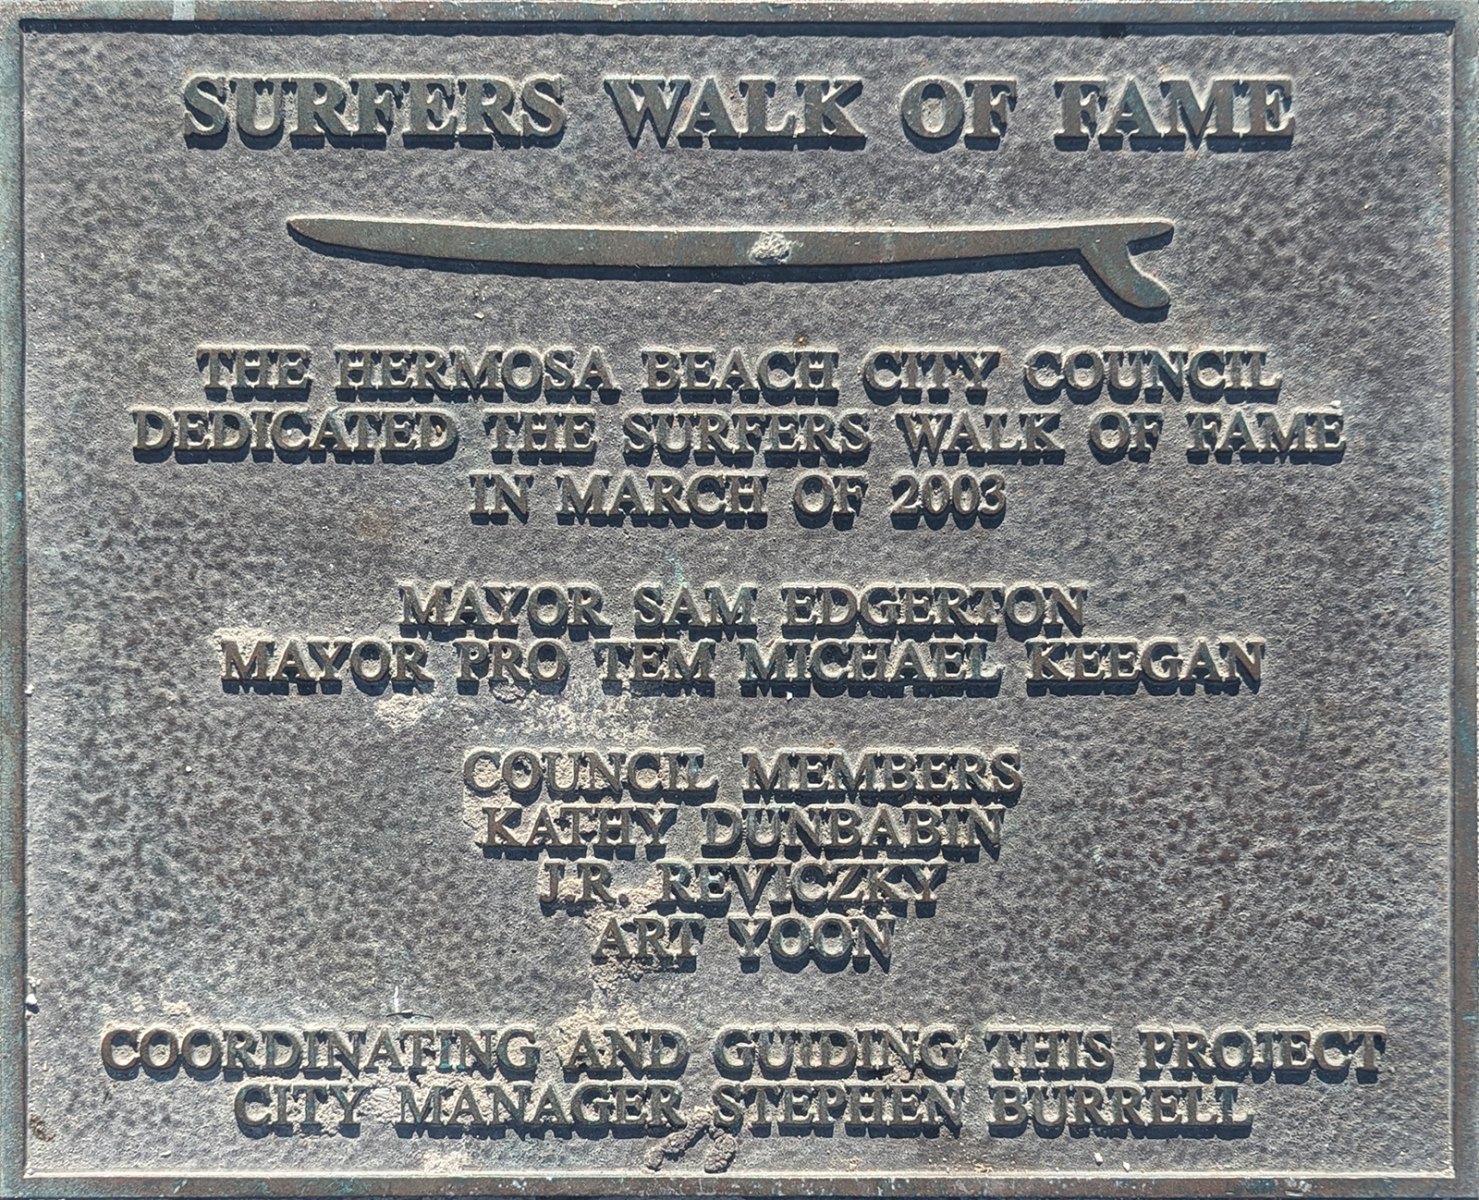 SURFERS WALK OF FAME
THE HERMOSA BEACH CITY COUNCIL
DEDICATED THE SURFERS WALK OF FAME
IN MARCH OF 2003
MAYOR SAM EDGERTON
MAYOR PRO TEM MICHAEL KEEGAN
COUNCIL MEMBERS
KATHY DUNBABIN
J.R. REVICZKY
ART YOON
COORDINATING AND GUIDING THIS PROJECT
CITY MANAGER STEPHEN BURRELL